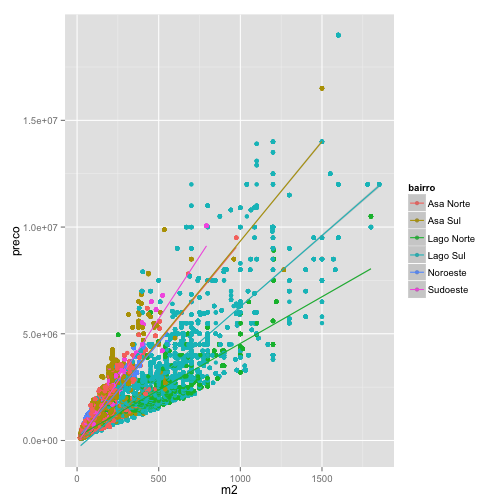 1.5e+07
1.0e+07
5.0e+06
0.0e+00
preco
0
500
1000
1500
m2
bairro
Asa Norte
Asa Sul
Lago Norte
Lago Sul
Noroeste
Sudoeste